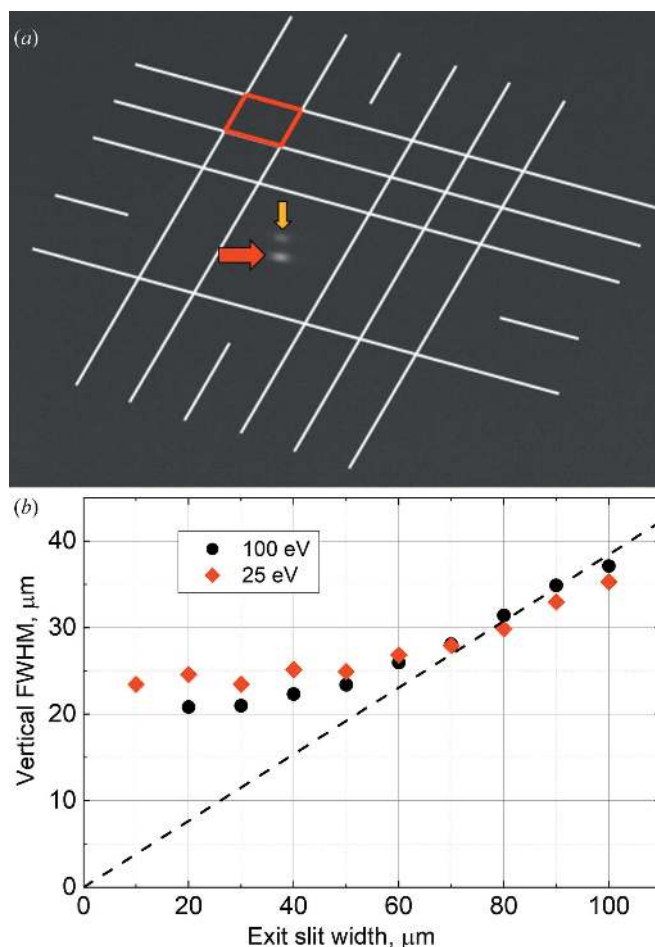 (a)
(b)
40
30
20
10
0
100 eV
25 eV
Vertical FWHM, μm
0 20 40 60 80 100
Exit slit width, μm